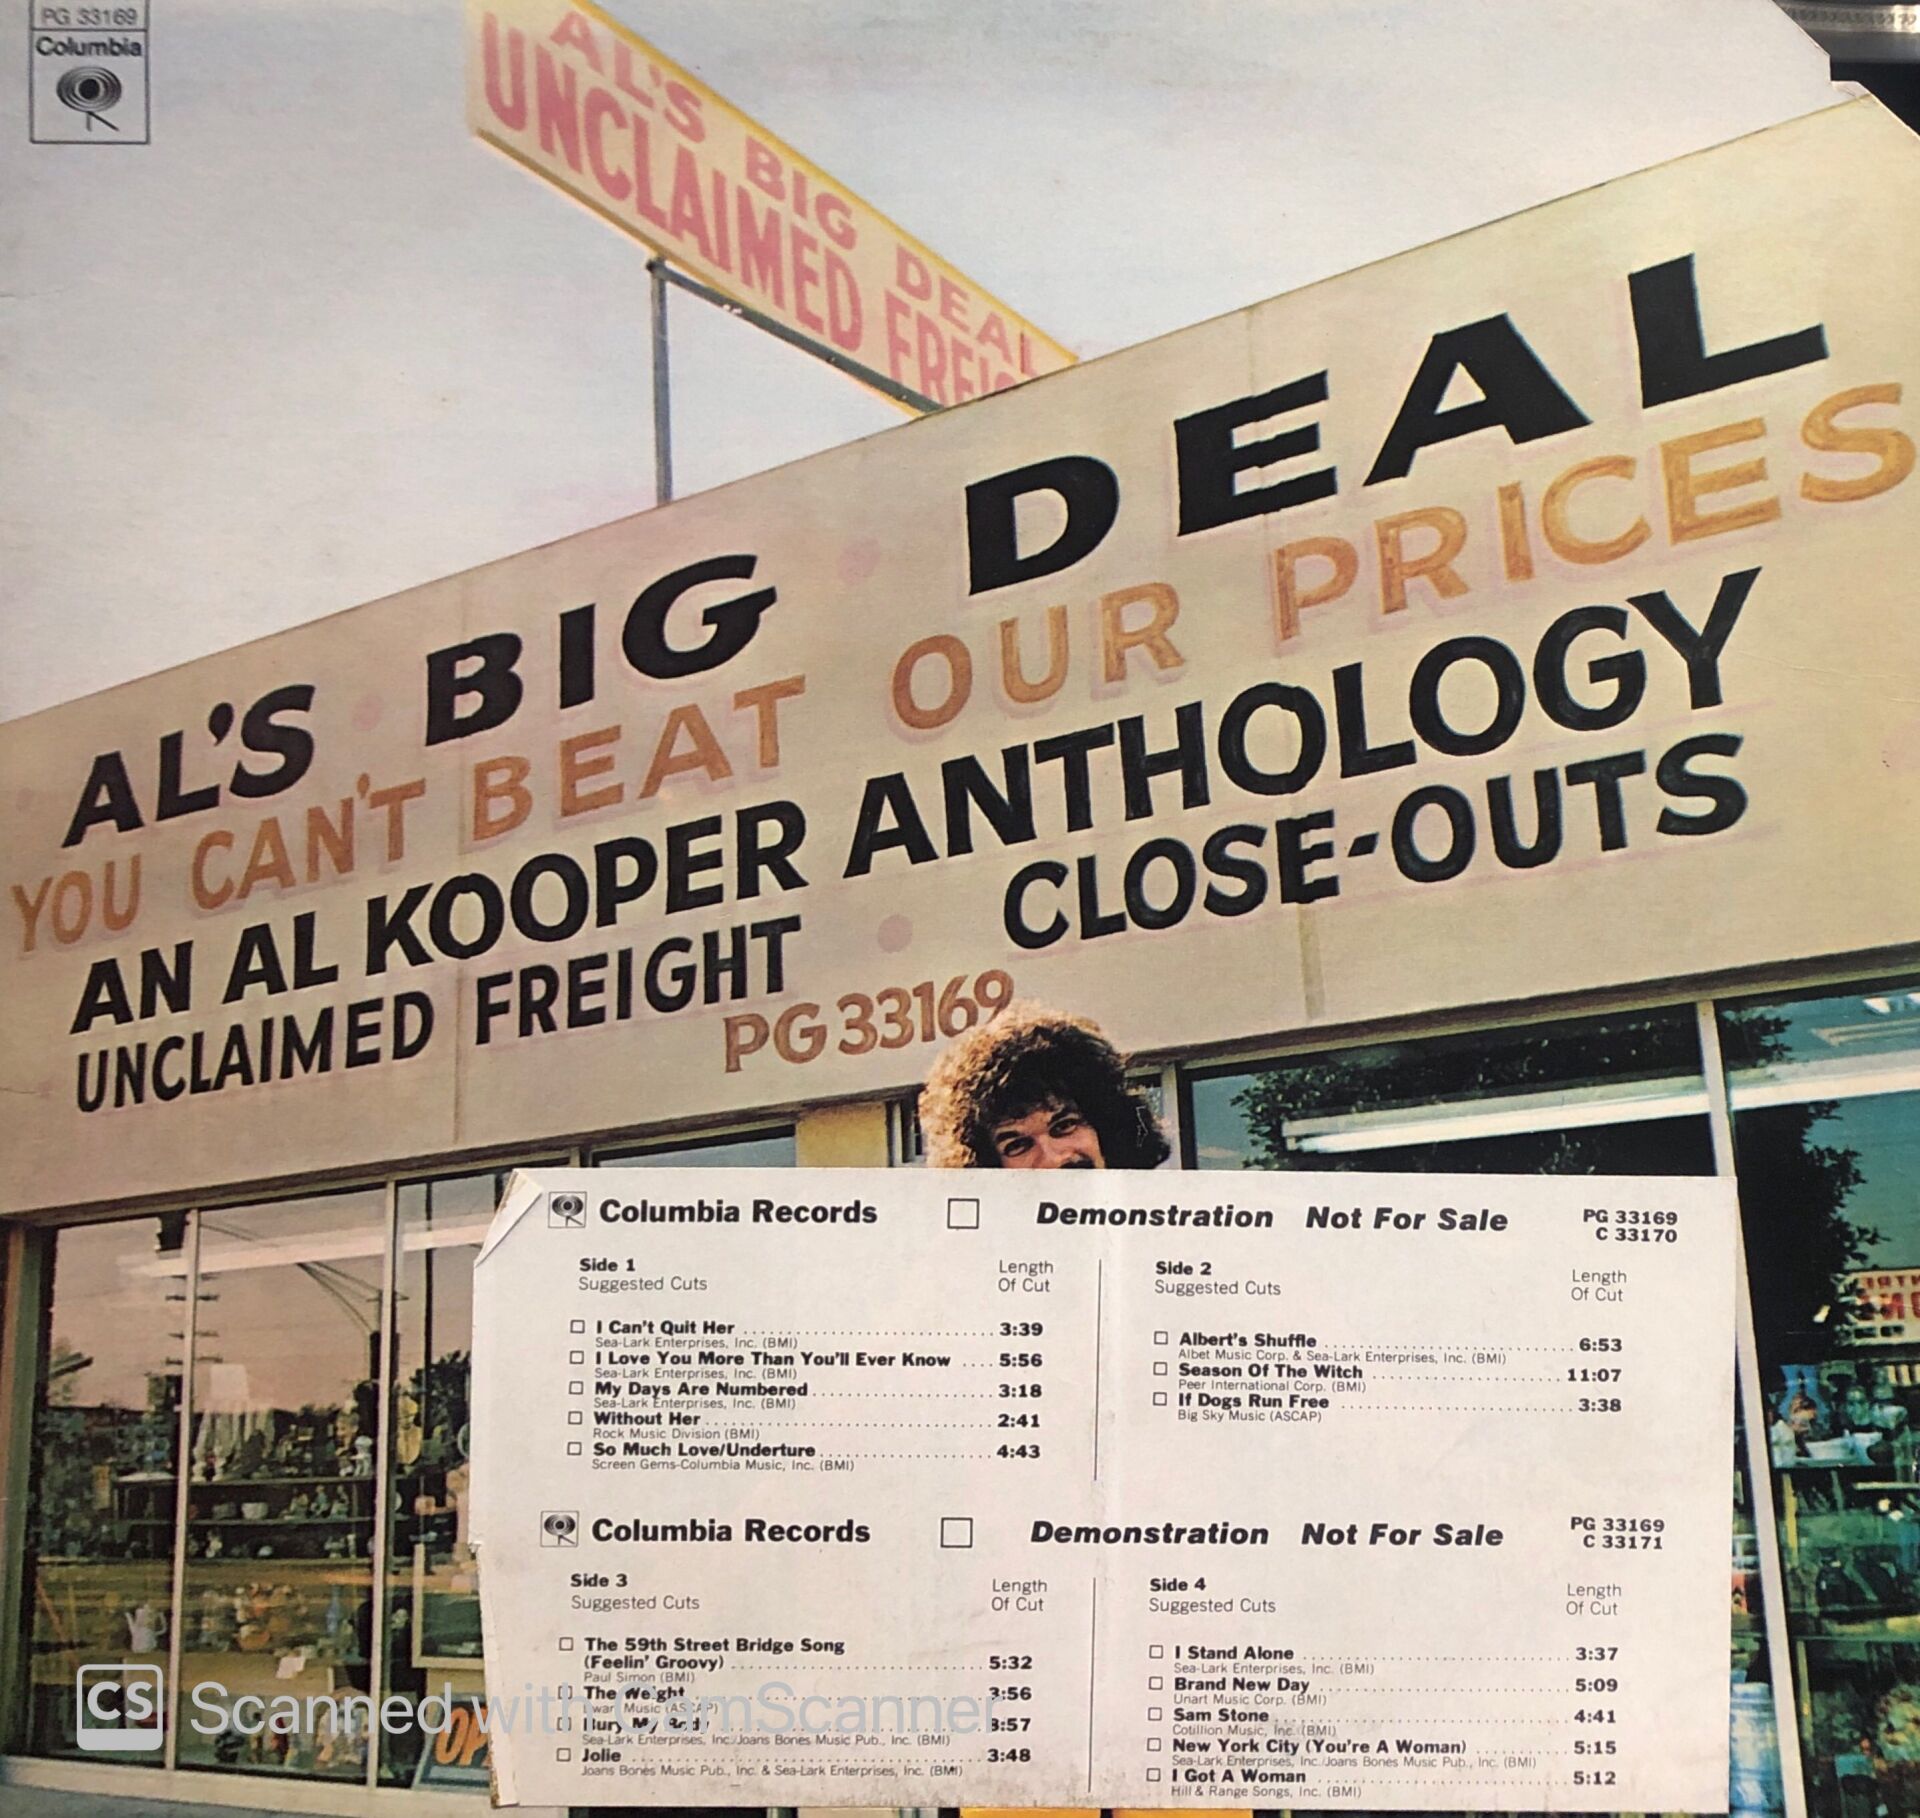 PG 33169
Columbia
AL'S BIG DEAL
UNCLAIMED FREIG
AL'S BIG DEAL
YOU CAN'T BEAT OUR PRICES
AN AL KOOPER ANTHOLOGY
UNCLAIMED FREIGHT • CLOSE-OUTS
PG 33169
Columbia Records Demonstration Not For Sale PG 33169
C 33170
Side 1 Length
Suggested Cuts Of Cut
I Can't Quit Her 3:39
Sea-Lark Enterprises, Inc. (BMI)
I Love You More Than You'll Ever Know 5:56
Sea-Lark Enterprises, Inc. (BMI)
My Days Are Numbered 3:18
Sea-Lark Enterprises, Inc. (BMI)
Without Her 2:41
Rock Music Division (BMI)
So Much Love/Underture 4:43
Screen Gems-Columbia Music, Inc. (BMI)
Side 2 Length
Suggested Cuts Of Cut
Albert's Shuffle 6:53
Albet Music Corp. & Sea-Lark Enterprises, Inc. (BMI)
Season Of The Witch 11:07
Peer International Corp. (BMI)
If Dogs Run Free 3:38
Big Sky Music (ASCAP)
Columbia Records Demonstration Not For Sale PG 33169
C 33171
Side 3 Length
Suggested Cuts Of Cut
The 59th Street Bridge Song
(Feelin' Groovy) 5:32
Paul Simon (BMI)
The Weight 3:56
Dwarf Music (ASCAP)
Bury My Body 8:57
Sea-Lark Enterprises, Inc./Joans Bones Music Pub., Inc. (BMI)
Jolie 3:48
Joans Bones Music Pub., Inc. & Sea-Lark Enterprises, Inc. (BMI)
Side 4 Length
Suggested Cuts Of Cut
I Stand Alone 3:37
Sea-Lark Enterprises, Inc. (BMI)
Brand New Day 5:09
Unart Music Corp. (BMI)
Sam Stone 4:41
Cotillion Music, Inc. (BMI)
New York City (You're A Woman) 5:15
Sea-Lark Enterprises, Inc./Joans Bones Music Pub., Inc. (BMI)
I Got A Woman 5:12
Hill & Range Songs, Inc. (BMI)
CS Scanned with CamScanner